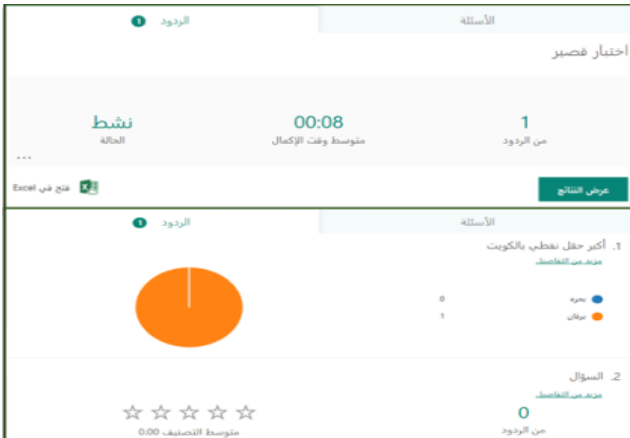 الأسئلة
الردود 1
اختبار قصير
1
من الردود
00:08
متوسط وقت الإكمال
نشط
الحالة
...
عرض النتائج
فتح في Excel
الأسئلة
الردود 1
1. أكبر حقل نفطي بالكويت
مزيد من التفاصيل
بحره 0
برقان 1
2. السؤال
مزيد من التفاصيل
0
من الردود
متوسط التصنيف 0.00